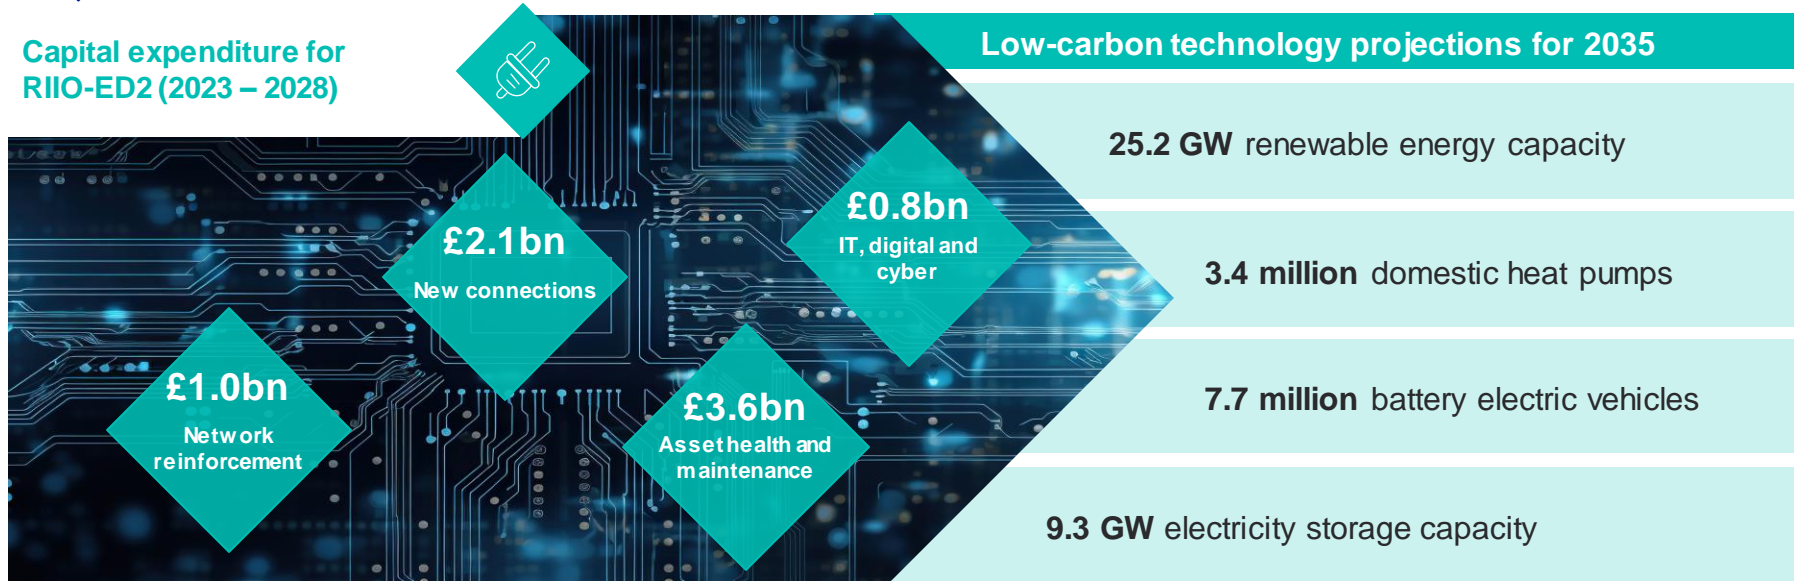 Capital expenditure for
RIIO-ED2 (2023 – 2028)
£1.0bn
Network
reinforcement
£2.1bn
New connections
£3.6bn
Asset health and
maintenance
£0.8bn
IT, digital and
cyber
Low-carbon technology projections for 2035
25.2 GW renewable energy capacity
3.4 million domestic heat pumps
7.7 million battery electric vehicles
9.3 GW electricity storage capacity